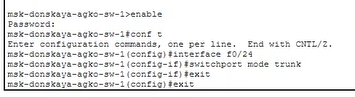 msk-donskaya-agko-sw-1>enable
Password:
msk-donskaya-agko-sw-1#conf t
Enter configuration commands, one per line.  End with CNTL/Z.
msk-donskaya-agko-sw-1(config)#interface f0/24
msk-donskaya-agko-sw-1(config-if)#switchport mode trunk
msk-donskaya-agko-sw-1(config-if)#exit
msk-donskaya-agko-sw-1(config)#exit